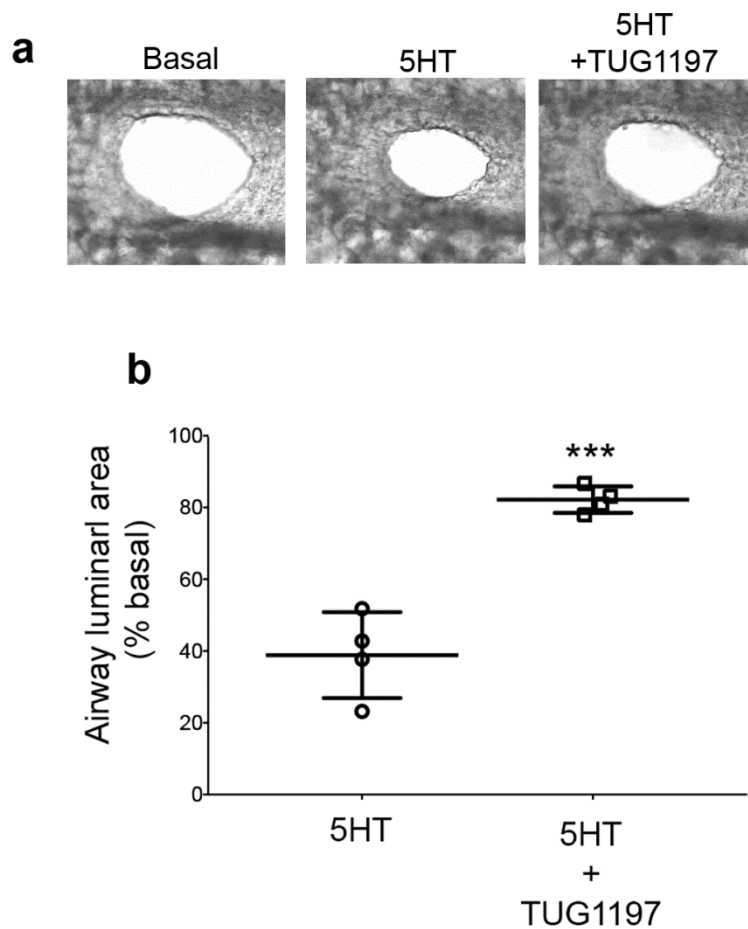 a
Basal
5HT
5HT
+TUG1197
b
Airway luminarl area
(% basal)
100
80
60
40
20
0
***
5HT
5HT
+
TUG1197